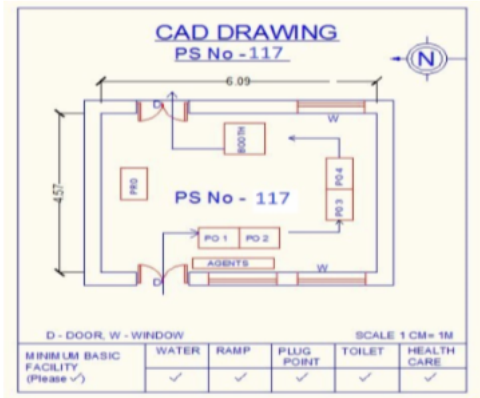 CAD DRAWING
PS No -117
N
6.09
D
W
BOOTH
4.57
PRO
PO 4
PO 3
PS No - 117
PO 1 PO 2
AGENTS
D
W
D - DOOR, W - WINDOW
SCALE 1 CM= 1M
MINIMUM BASIC FACILITY (Please ✓)
WATER
RAMP
PLUG POINT
TOILET
HEALTH CARE
✓ ✓ ✓ ✓ ✓